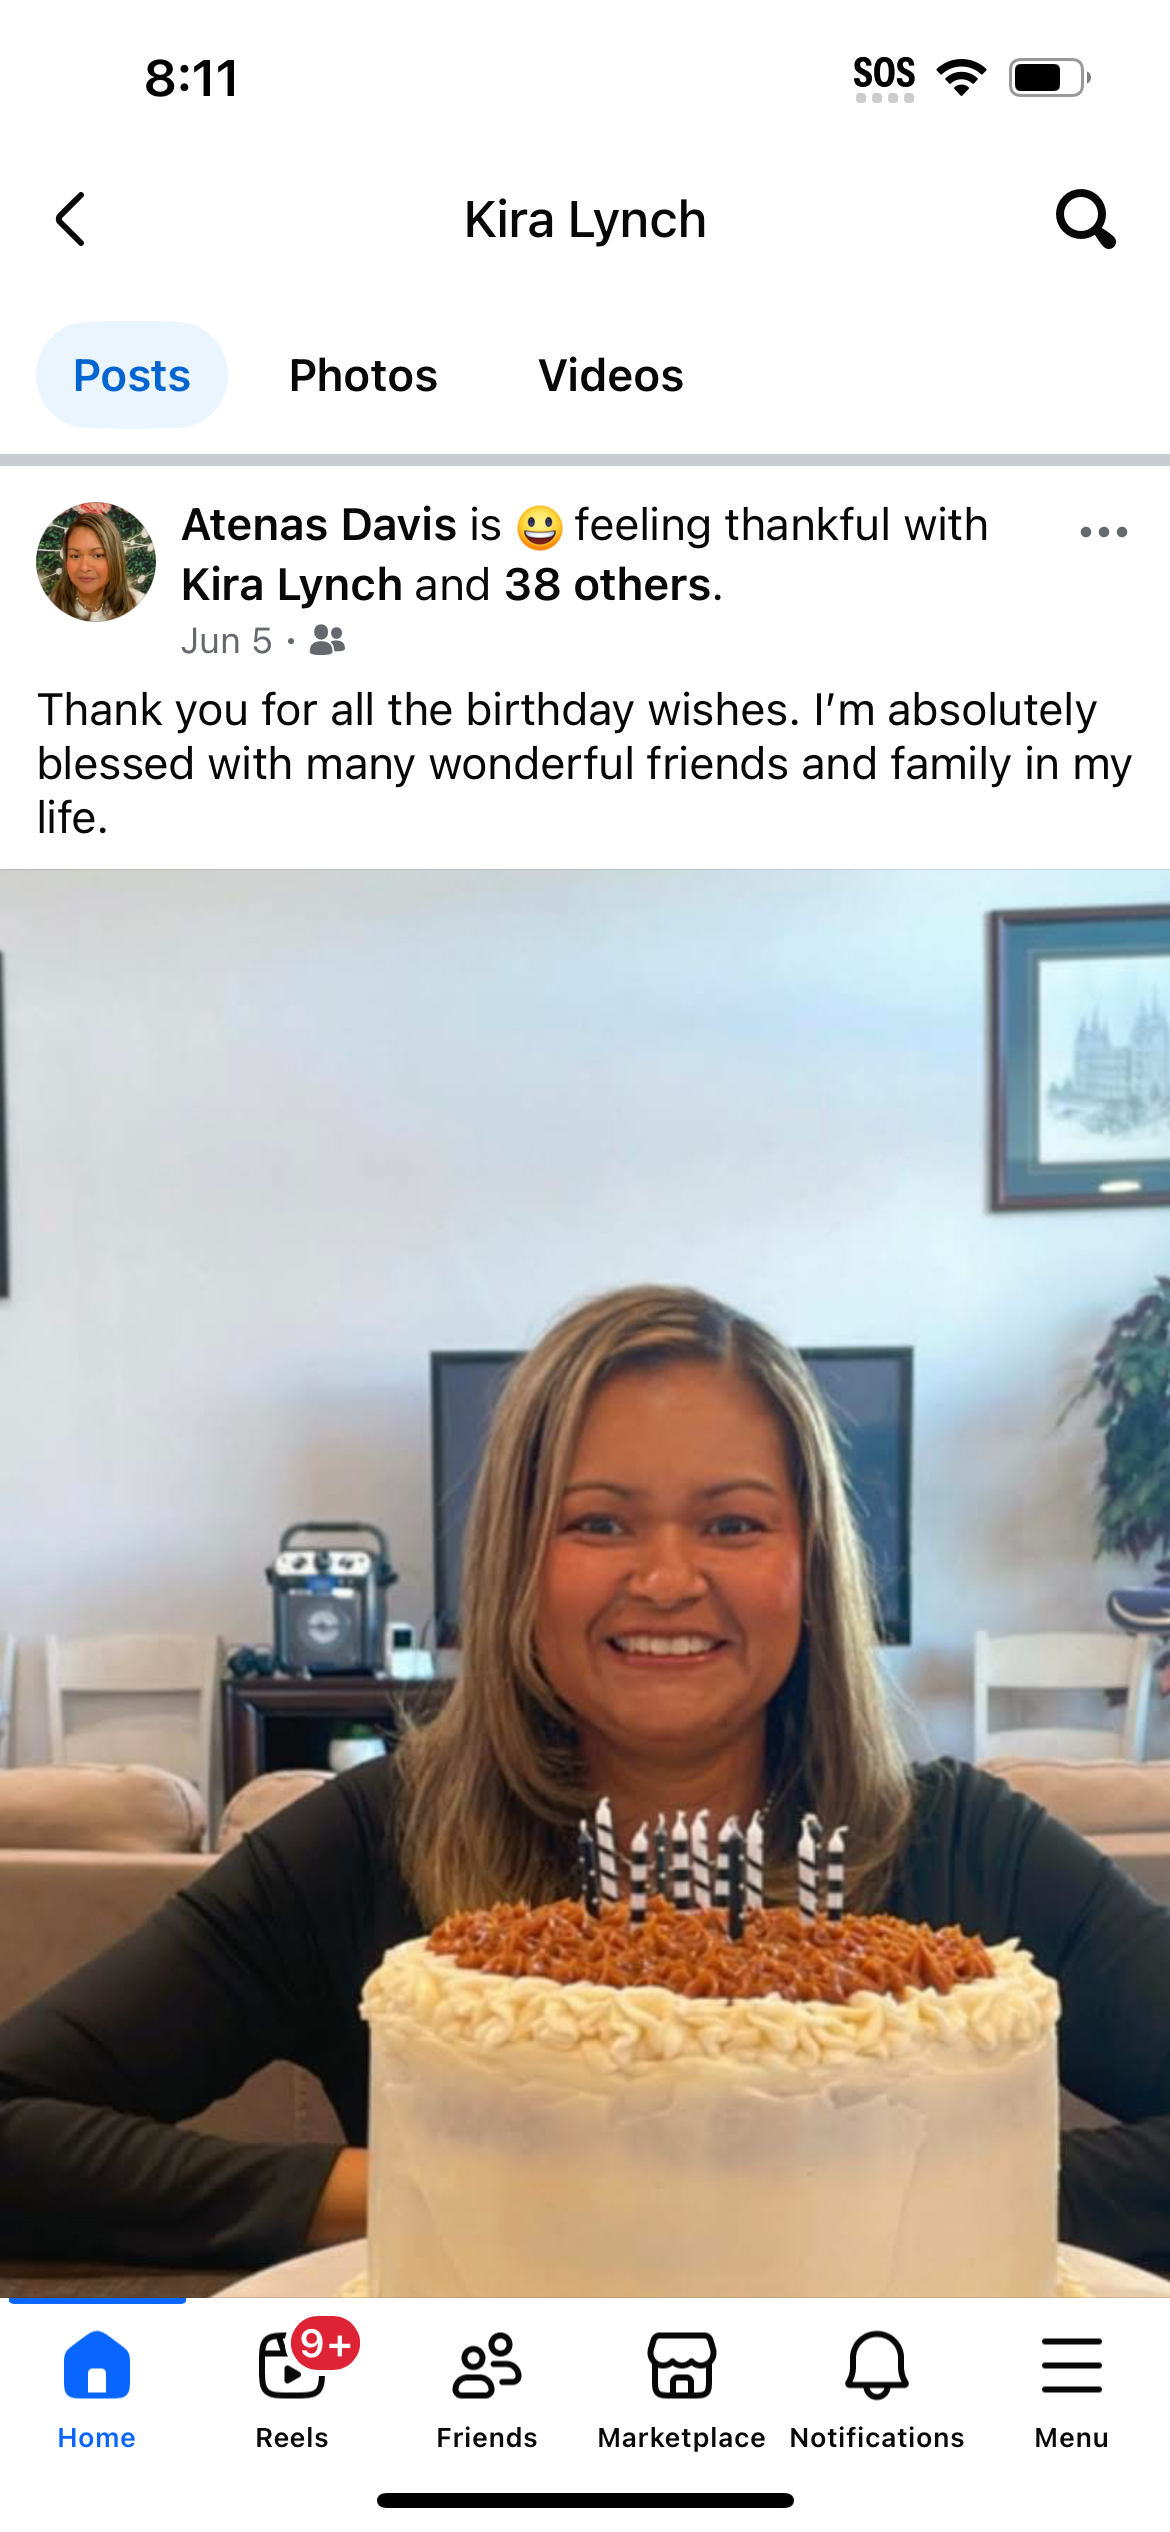 8:11
SOS
Kira Lynch
Posts
Photos
Videos
Atenas Davis is 😃 feeling thankful with
Kira Lynch and 38 others.
Jun 5 ·
Thank you for all the birthday wishes. I’m absolutely
blessed with many wonderful friends and family in my
life.
9+
Home
Reels
Friends
Marketplace
Notifications
Menu